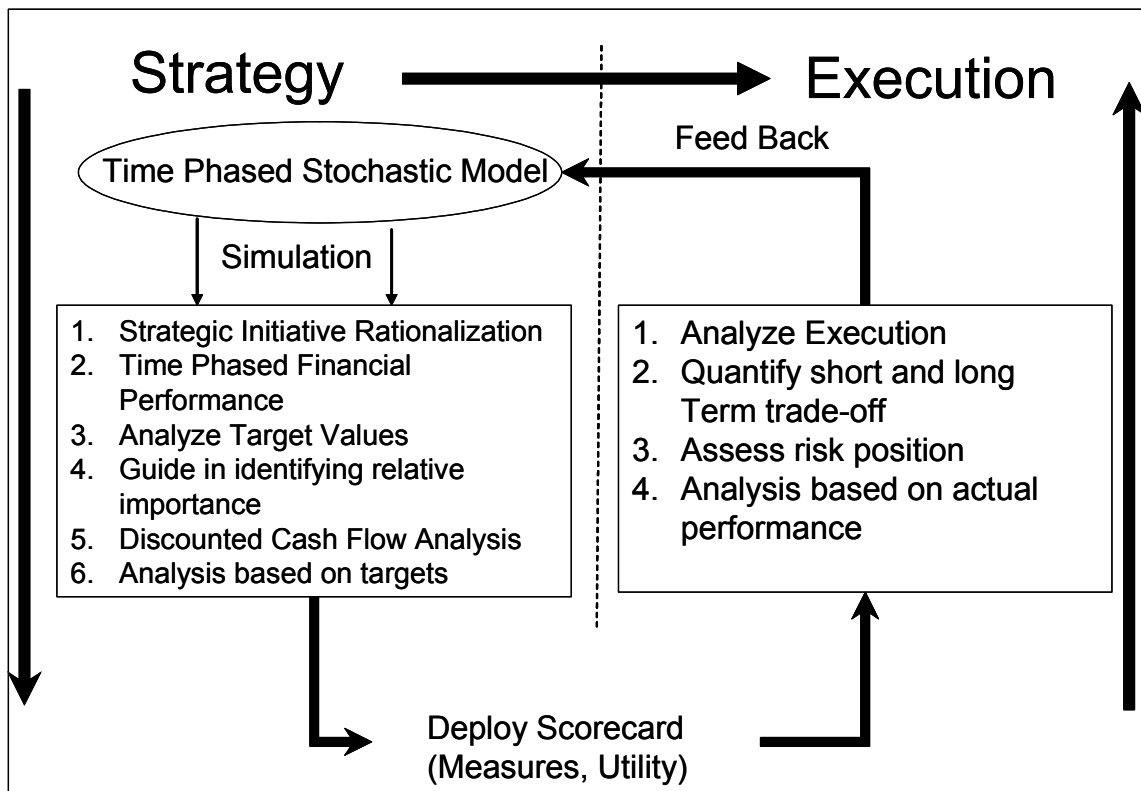 Strategy
Execution
Feed Back
Time Phased Stochastic Model
Simulation
1. Strategic Initiative Rationalization
2. Time Phased Financial
Performance
3. Analyze Target Values
4. Guide in identifying relative
importance
5. Discounted Cash Flow Analysis
6. Analysis based on targets
1. Analyze Execution
2. Quantify short and long
Term trade-off
3. Assess risk position
4. Analysis based on actual
performance
Deploy Scorecard
(Measures, Utility)